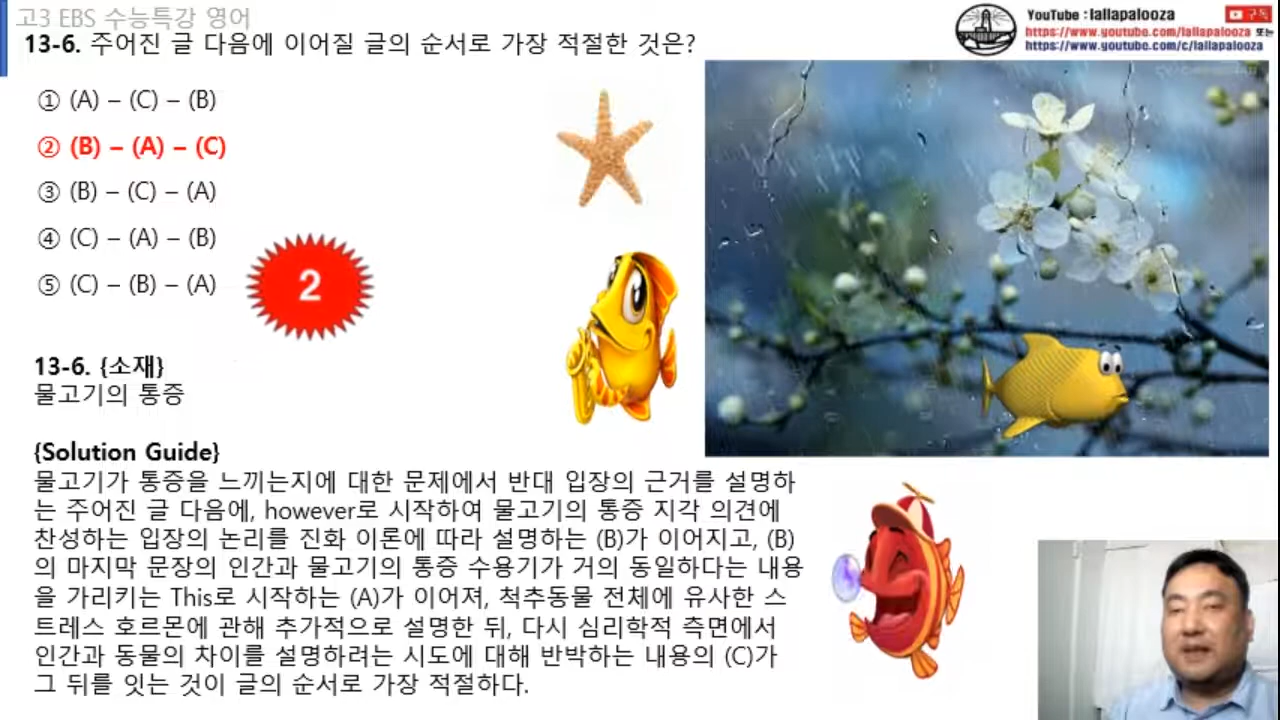 고3 EBS 수능특강 영어
13-6. 주어진 글 다음에 이어질 글의 순서로 가장 적절한 것은?
YouTube : lallapalooza
구독
https://www.youtube.com/lallapalooza 또는
https://www.youtube.com/c/lallapalooza
① (A) – (C) – (B)
② (B) – (A) – (C)
③ (B) – (C) – (A)
④ (C) – (A) – (B)
⑤ (C) – (B) – (A)
2
13-6. {소재}
물고기의 통증
{Solution Guide}
물고기가 통증을 느끼는지에 대한 문제에서 반대 입장의 근거를 설명하
는 주어진 글 다음에, however로 시작하여 물고기의 통증 지각 의견에
찬성하는 입장의 논리를 진화 이론에 따라 설명하는 (B)가 이어지고, (B)
의 마지막 문장의 인간과 물고기의 통증 수용기가 거의 동일하다는 내용
을 가리키는 This로 시작하는 (A)가 이어져, 척추동물 전체에 유사한 스
트레스 호르몬에 관해 추가적으로 설명한 뒤, 다시 심리학적 측면에서
인간과 동물의 차이를 설명하려는 시도에 대해 반박하는 내용의 (C)가
그 뒤를 잇는 것이 글의 순서로 가장 적절하다.